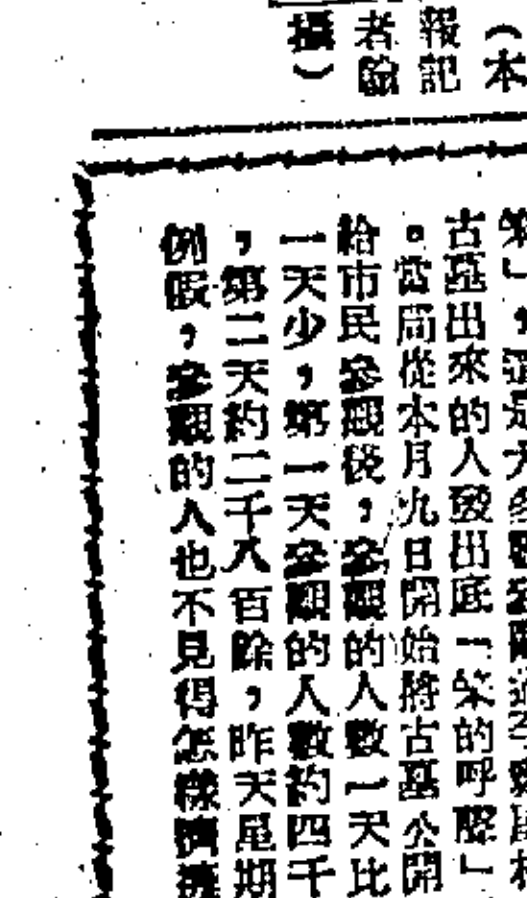 （本
報記
者喻
攝）
古墓出來的人發出底一笑的呼聲」
。當局從本月九日開始將古墓公開
給市民參觀後，參觀的人數一天比
一天少，第一天參觀的人數約四千
，第二天約二千八百餘，昨天星期
例假，參觀的人也不見得怎樣擠擁